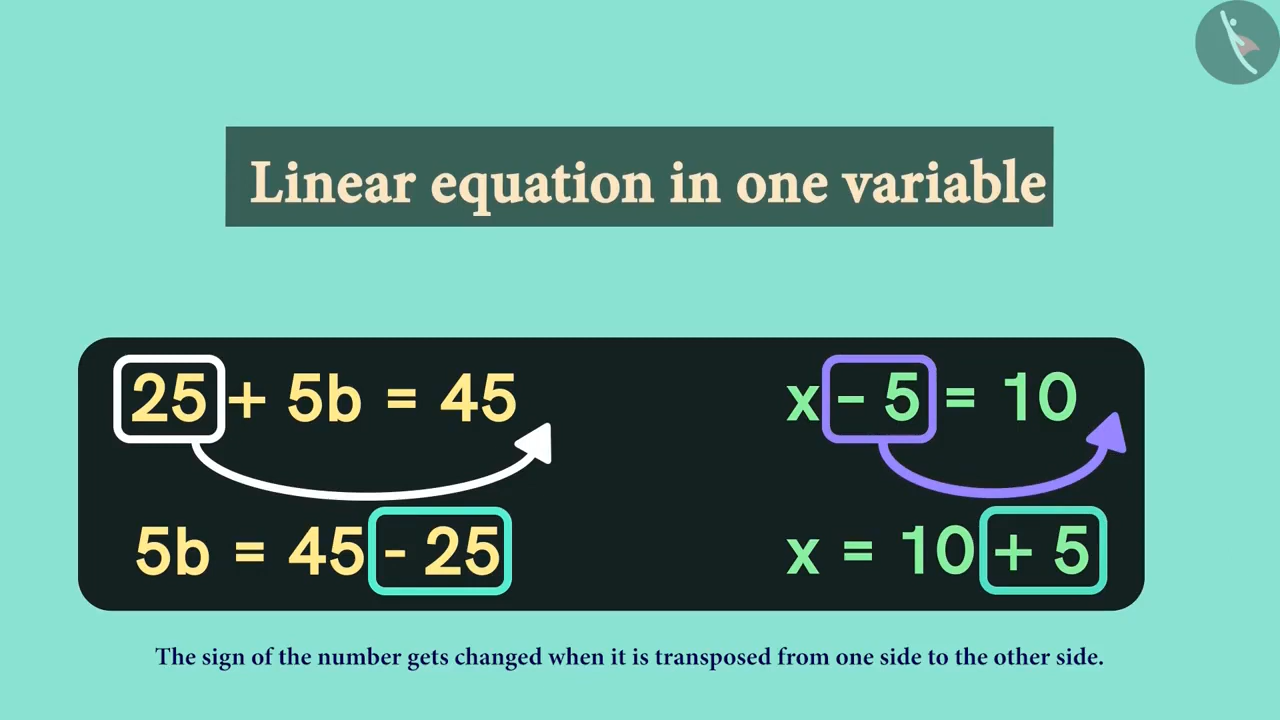 Linear equation in one variable
25 + 5b = 45
5b = 45 - 25
x - 5 = 10
x = 10 + 5
The sign of the number gets changed when it is transposed from one side to the other side.